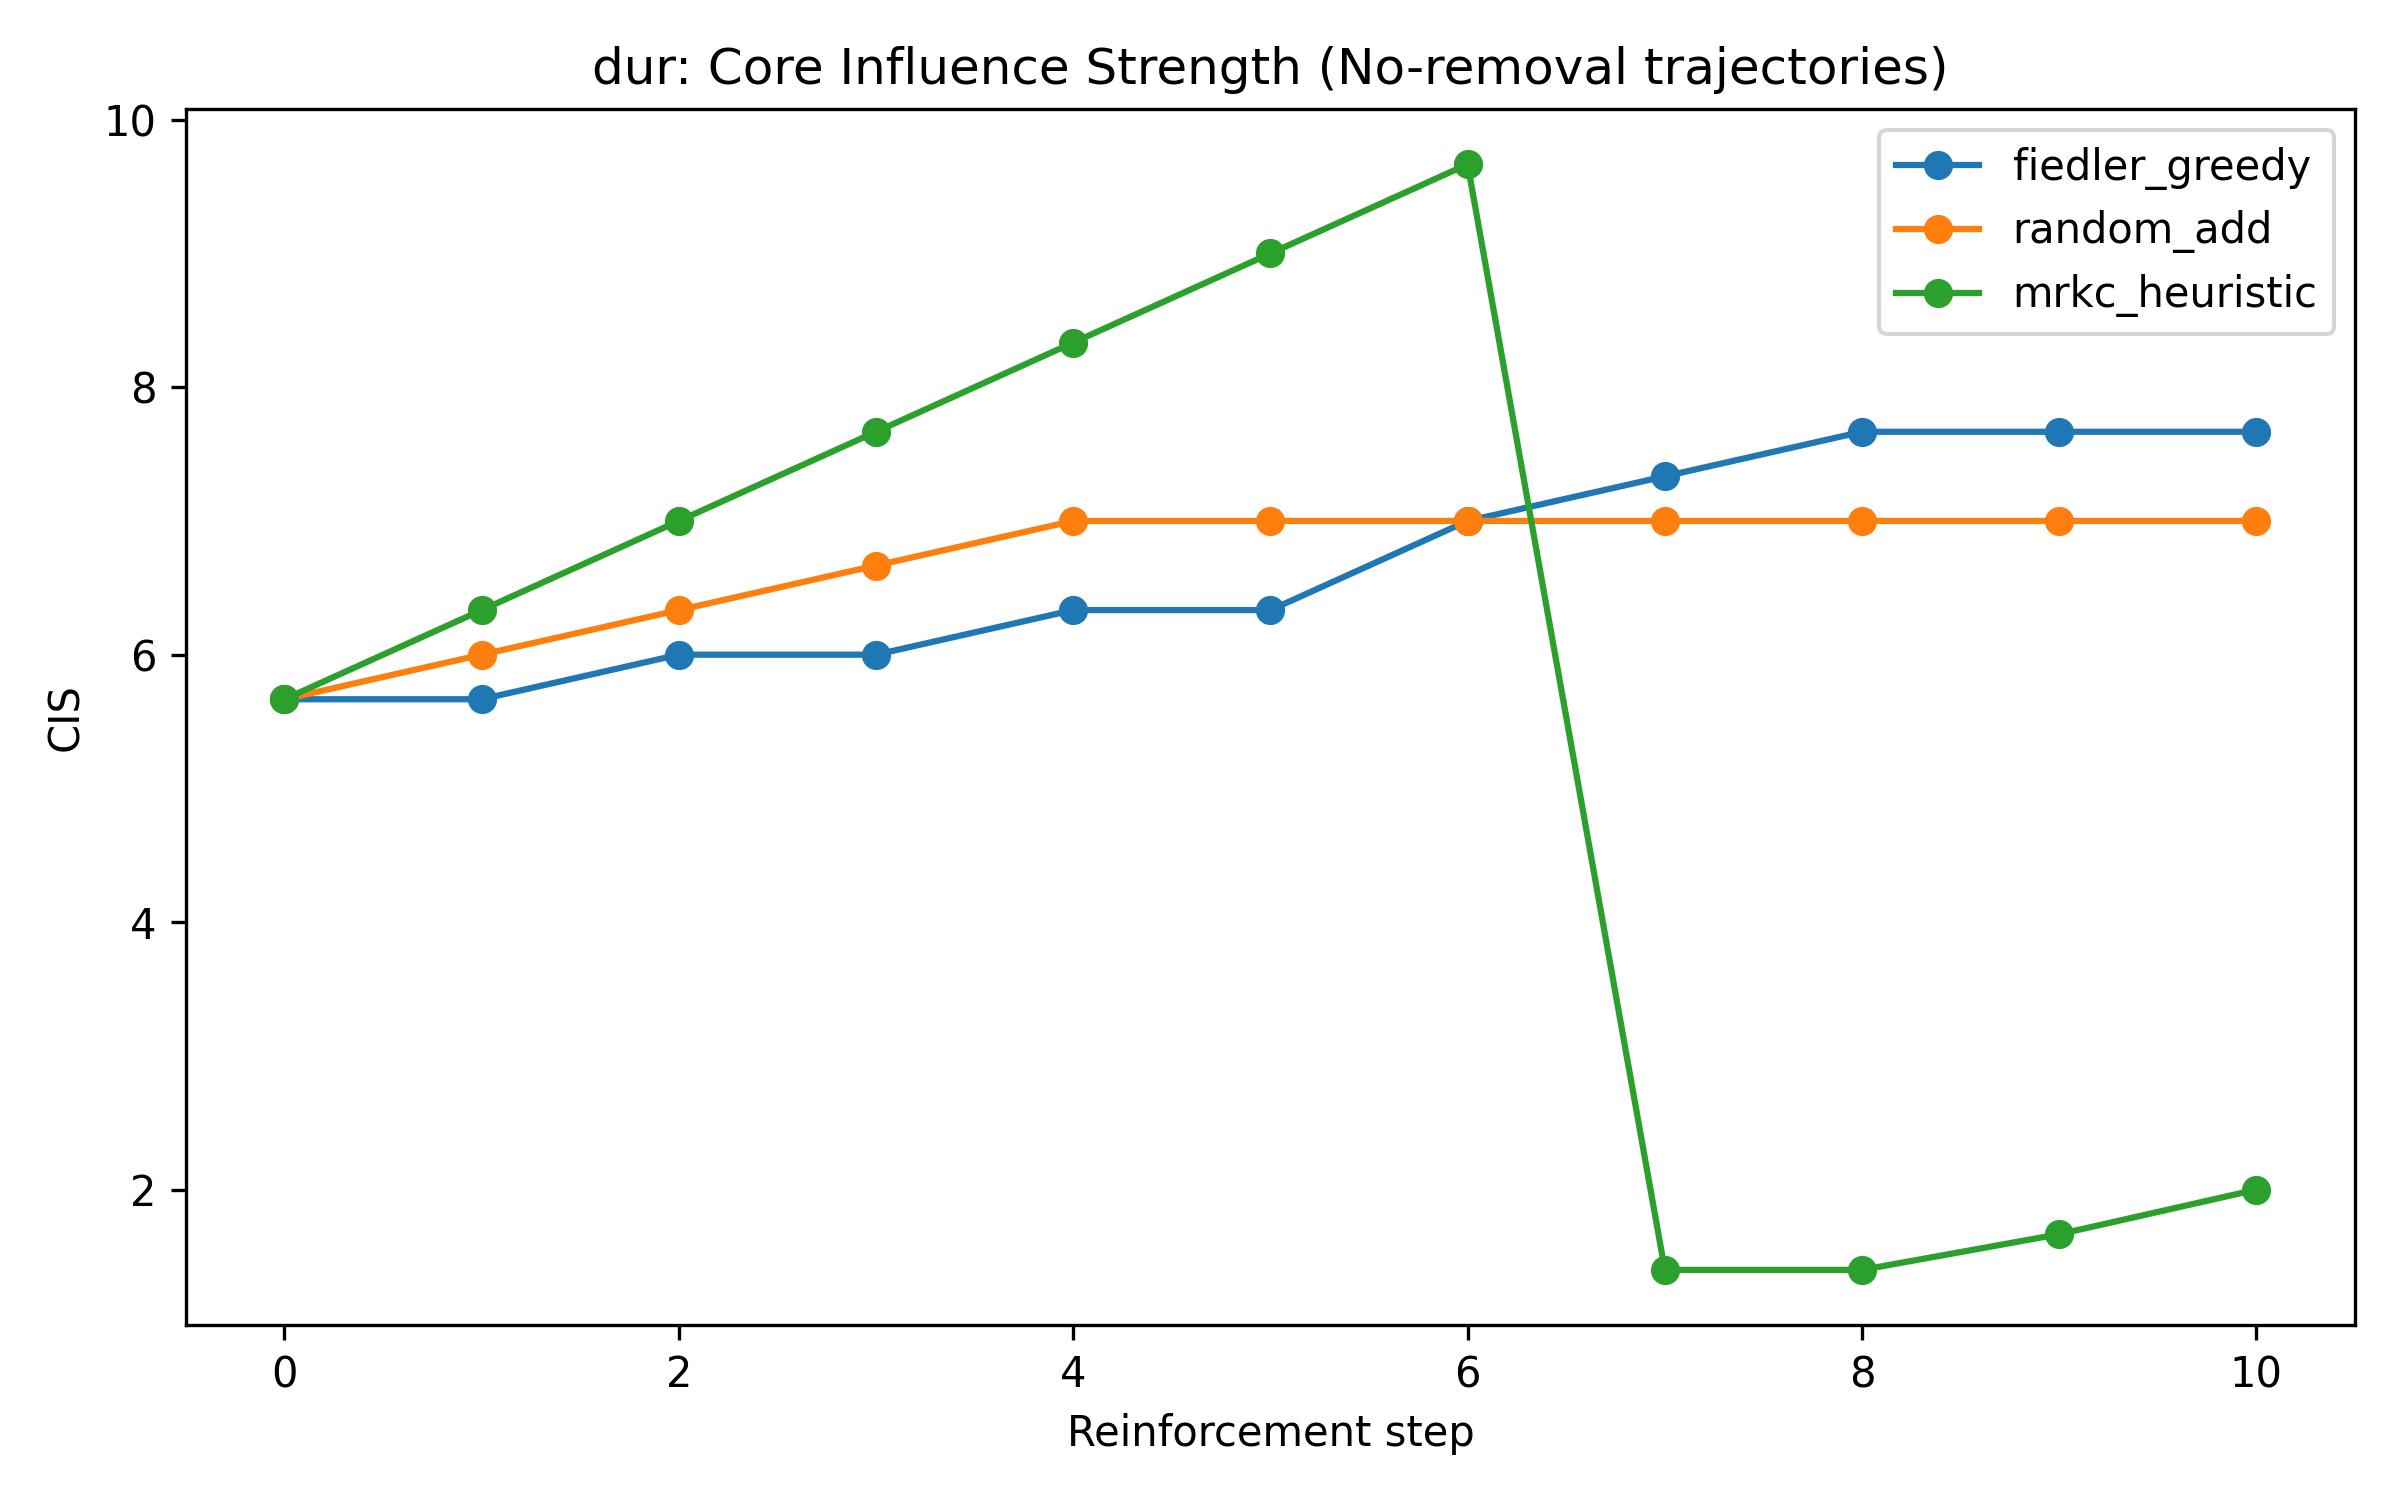 dur: Core Influence Strength (No-removal trajectories)
10
8
6
4
2
CIS
fiedler_greedy
random_add
mrkc_heuristic
0 2 4 6 8 10
Reinforcement step